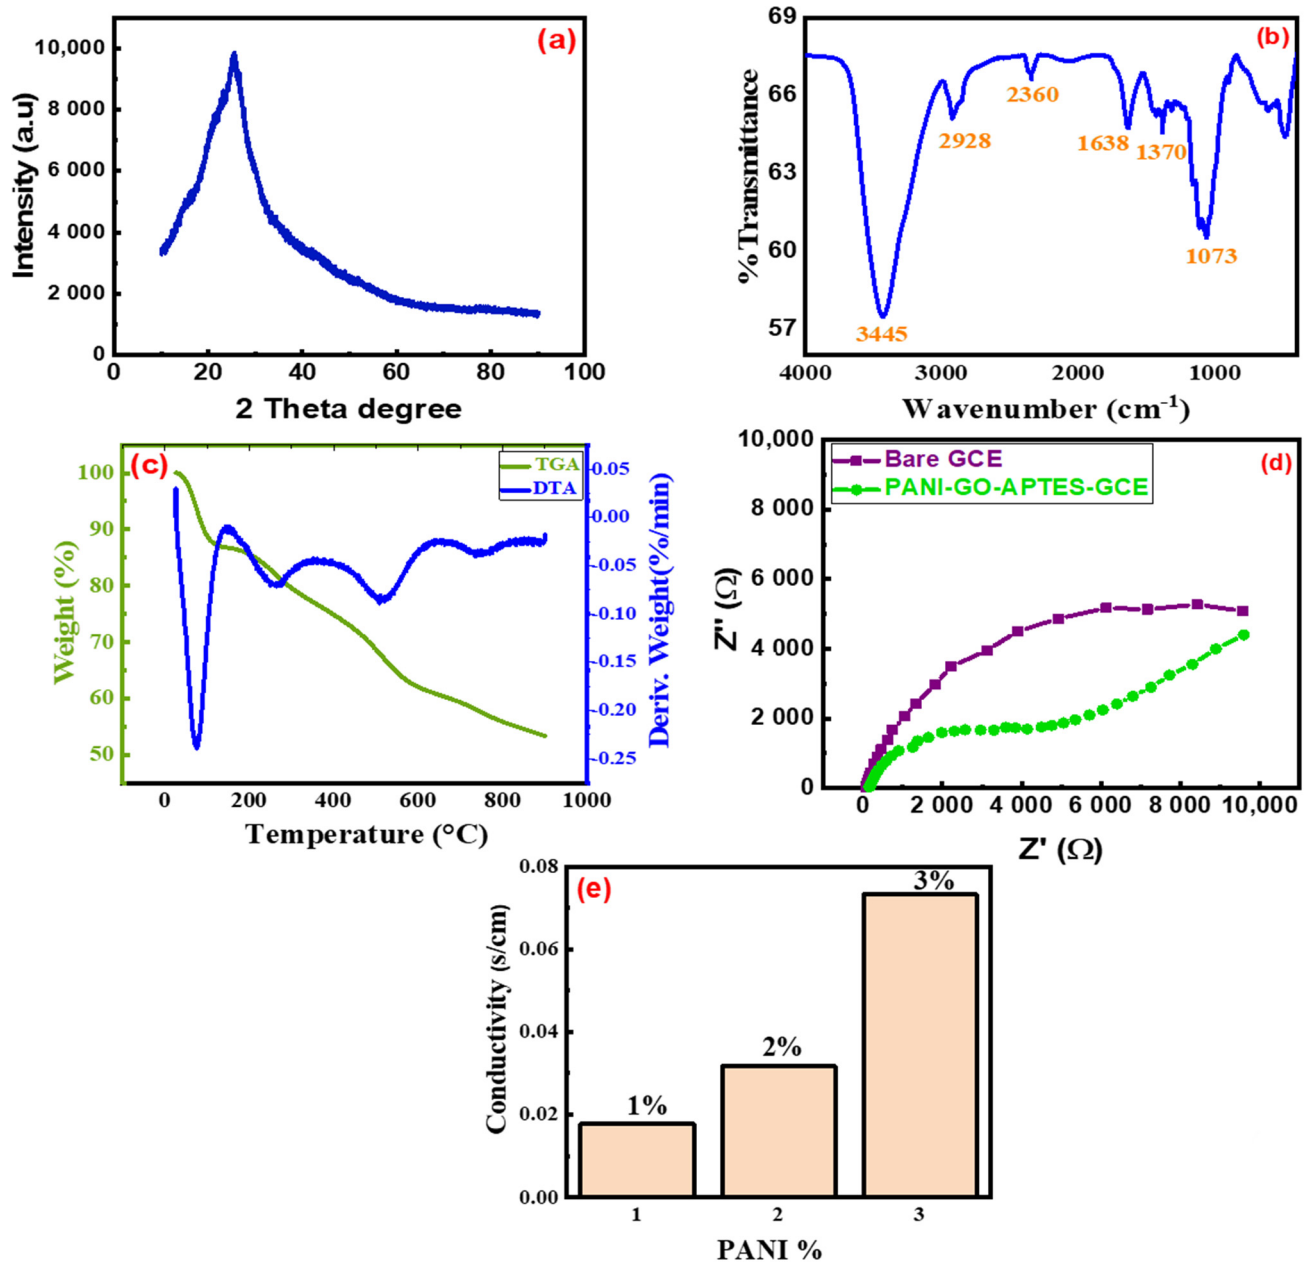 (a)
Intensity (a.u)
10,000
8 000
6 000
4 000
2 000
0
0 20 40 60 80 100
2 Theta degree
(b)
%Transmittance
69
66
63
60
57
2360
2928
1638
1370
1073
3445
4000 3000 2000 1000
Wavenumber (cm-1)
(c)
TGA
DTA
Weight (%)
100
90
80
70
60
50
0.05
0.00
-0.05
-0.10
-0.15
-0.20
-0.25
Deriv. Weight(%/min)
0 200 400 600 800 1000
Temperature (°C)
(d)
Bare GCE
PANI-GO-APTES-GCE
Z'' (Ω)
10,000
8 000
6 000
4 000
2 000
0
0 2 000 4 000 6 000 8 000 10,000
Z' (Ω)
(e)
Conductivity (s/cm)
0.08
0.06
0.04
0.02
0.00
1%
2%
3%
1 2 3
PANI %